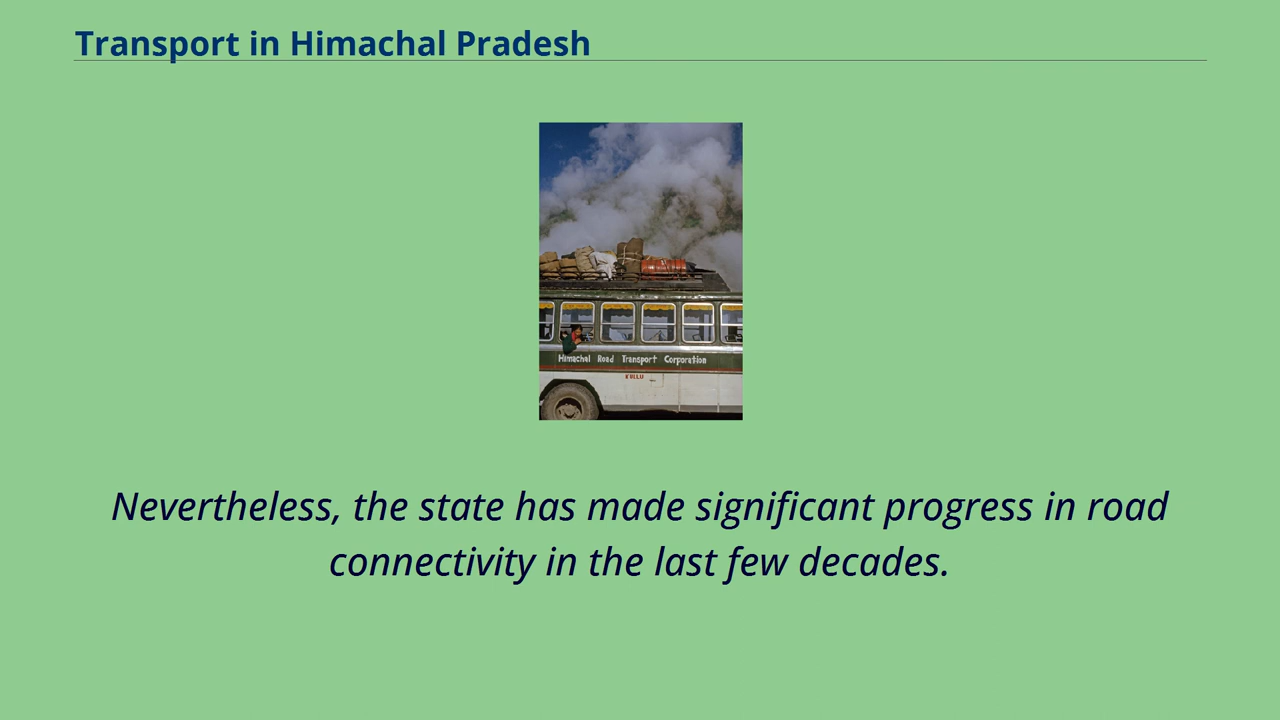 Transport in Himachal Pradesh
Himachal Road Transport Corporation
KULLU
Nevertheless, the state has made significant progress in road
connectivity in the last few decades.